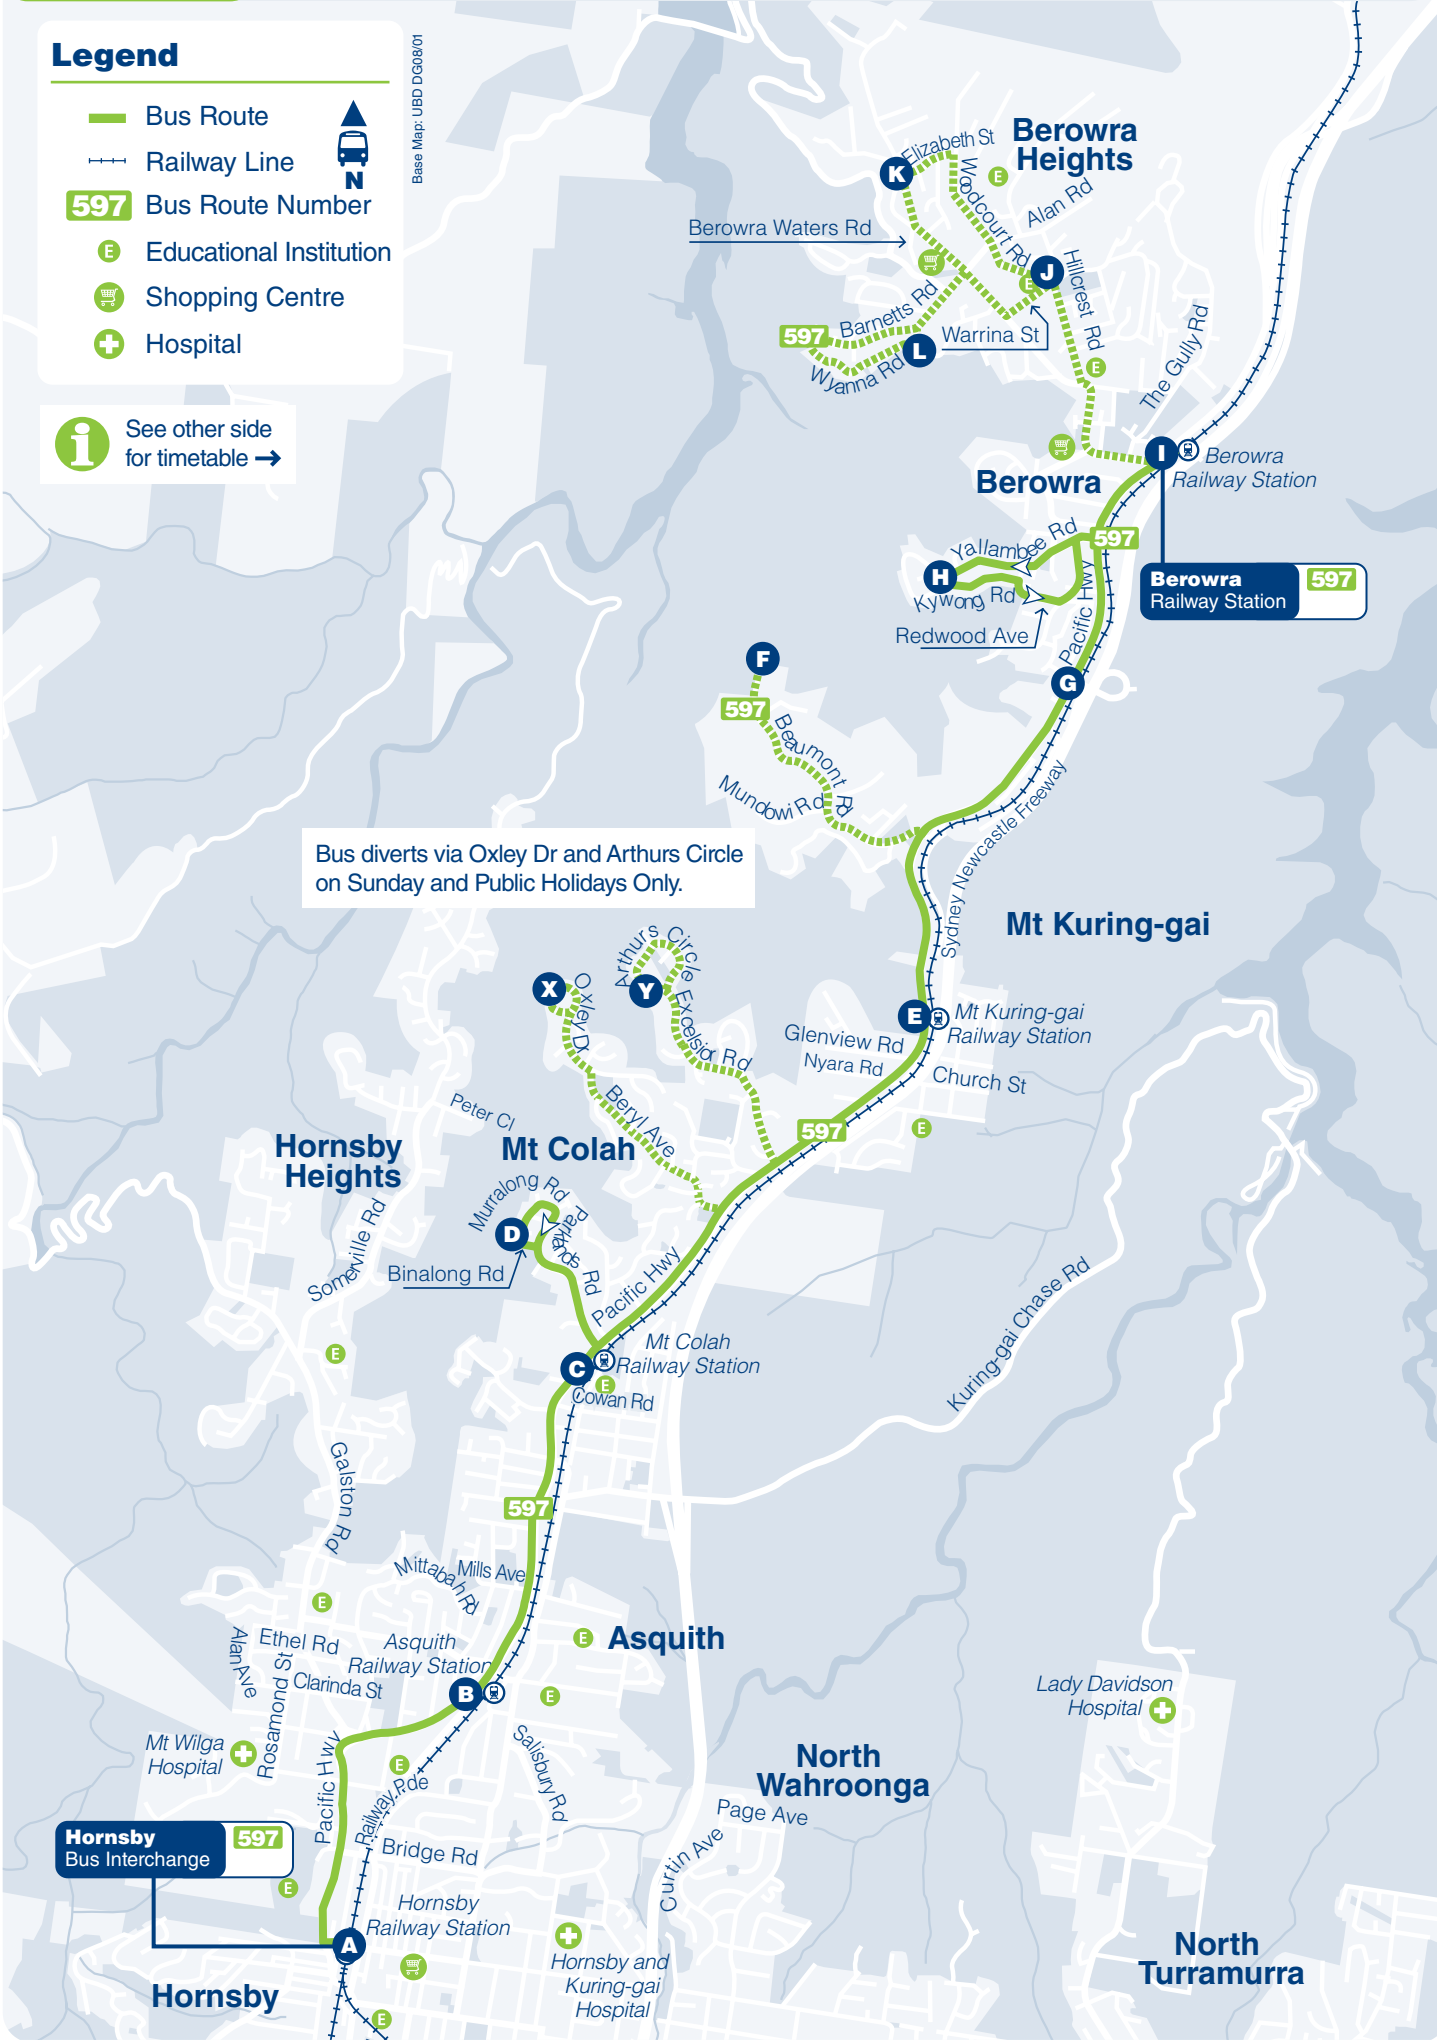 Legend
Bus Route
Railway Line
N
597 Bus Route Number
E Educational Institution
Shopping Centre
Hospital
Base Map: UBD DG08/01
i
See other side
for timetable →
Berowra
Heights
K
Elizabeth St
E
Woodcourt Rd
Alan Rd
Berowra Waters Rd
J
E
Hillcrest Rd
Barnetts Rd
597
Warrina St
L
Wyanna Rd
E
The Gully Rd
I
Berowra
Railway Station
Berowra
597
Yallambee Rd
H
Kywong Rd
Redwood Ave
Pacific Hwy
Berowra
Railway Station
597
F
597
G
Beaumont Rd
Mundowi Rd
Sydney Newcastle Freeway
Bus diverts via Oxley Dr and Arthurs Circle
on Sunday and Public Holidays Only.
Mt Kuring-gai
Arthurs Circle
X
Y
Oxley Dr
Excelsior Rd
E
Mt Kuring-gai
Railway Station
Glenview Rd
Nyara Rd
Church St
Beryl Ave
Peter Cl
597
E
Hornsby
Heights
Mt Colah
Murralong Rd
Parklands Rd
D
Binalong Rd
Somerville Rd
Pacific Hwy
Kuring-gai Chase Rd
E
Mt Colah
Railway Station
C
E
Cowan Rd
Galston Rd
597
Mittabah Rd
Mills Ave
E
Alan Ave
Ethel Rd
Asquith
Railway Station
E
Asquith
Rosamond St
Clarinda St
B
E
Lady Davidson
Hospital
Mt Wilga
Hospital
Pacific Hwy
E
Salisbury Rd
Railway Pde
North
Wahroonga
Page Ave
Hornsby
Bus Interchange
597
Bridge Rd
Curtin Ave
E
Hornsby
Railway Station
A
Hornsby and
Kuring-gai
Hospital
North
Turramurra
Hornsby
E